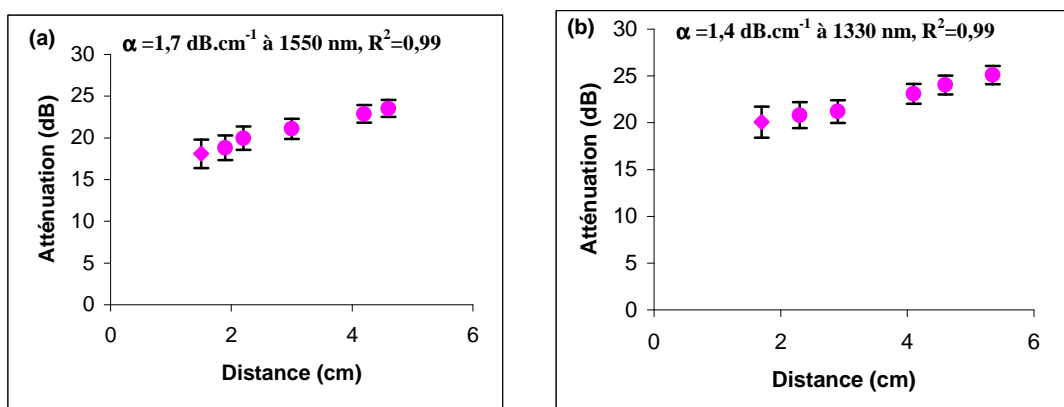 (a)
α =1,7 dB.cm⁻¹ à 1550 nm, R²=0,99
30
25
20
15
10
5
0
Atténuation (dB)
0 2 4 6
Distance (cm)
(b)
α =1,4 dB.cm⁻¹ à 1330 nm, R²=0,99
30
25
20
15
10
5
0
Atténuation (dB)
0 2 4 6
Distance (cm)